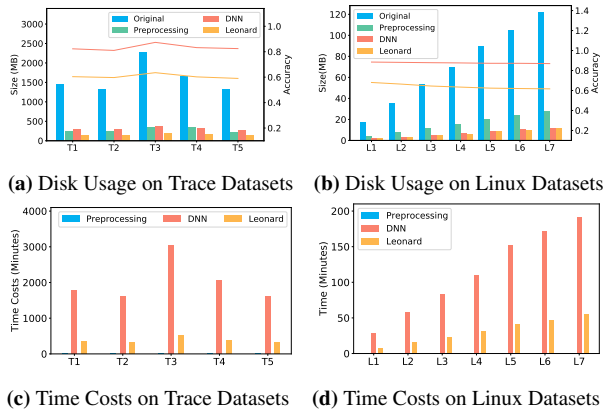 Original
Preprocessing
DNN
Leonard
Size (MB)
3000
2500
2000
1500
1000
500
0
T1 T2 T3 T4 T5
1.0
0.8
0.6
0.4
0.2
Accuracy
(a) Disk Usage on Trace Datasets
Original
Preprocessing
DNN
Leonard
Size(MB)
120
100
80
60
40
20
0
L1 L2 L3 L4 L5 L6 L7
1.0
0.8
0.6
0.4
0.2
Accuracy
(b) Disk Usage on Linux Datasets
Preprocessing DNN Leonard
Time Costs (Minutes)
4000
3000
2000
1000
0
T1 T2 T3 T4 T5
(c) Time Costs on Trace Datasets
Preprocessing
DNN
Leonard
Time (Minutes)
200
150
100
50
0
L1 L2 L3 L4 L5 L6 L7
(d) Time Costs on Linux Datasets